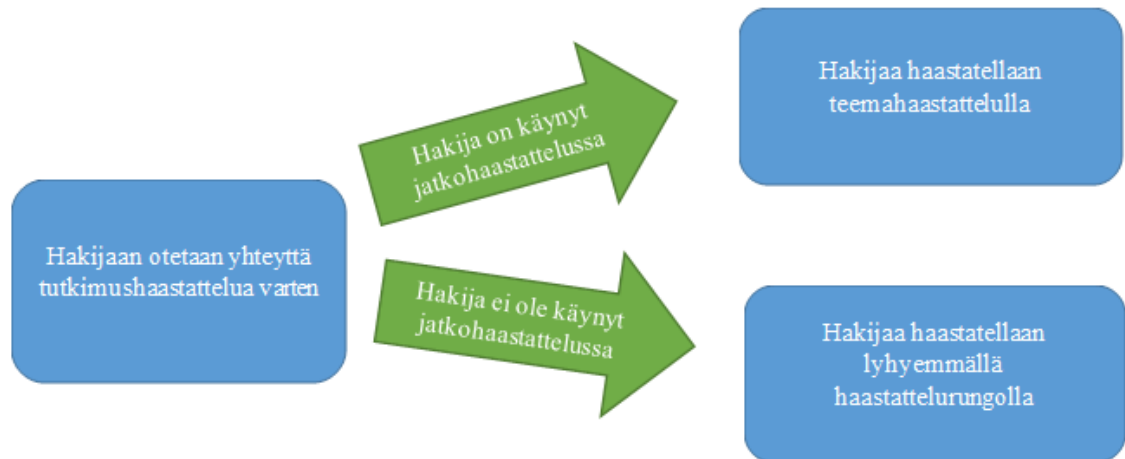 Hakijaan otetaan yhteyttä
tutkimushaastattelua varten
Hakija on käynyt
jatkohaastattelussa
Hakijaa haastatellaan
teemahaastattelulla
Hakija ei ole käynyt
jatkohaastattelussa
Hakijaa haastatellaan
lyhyemmällä
haastattelurungolla